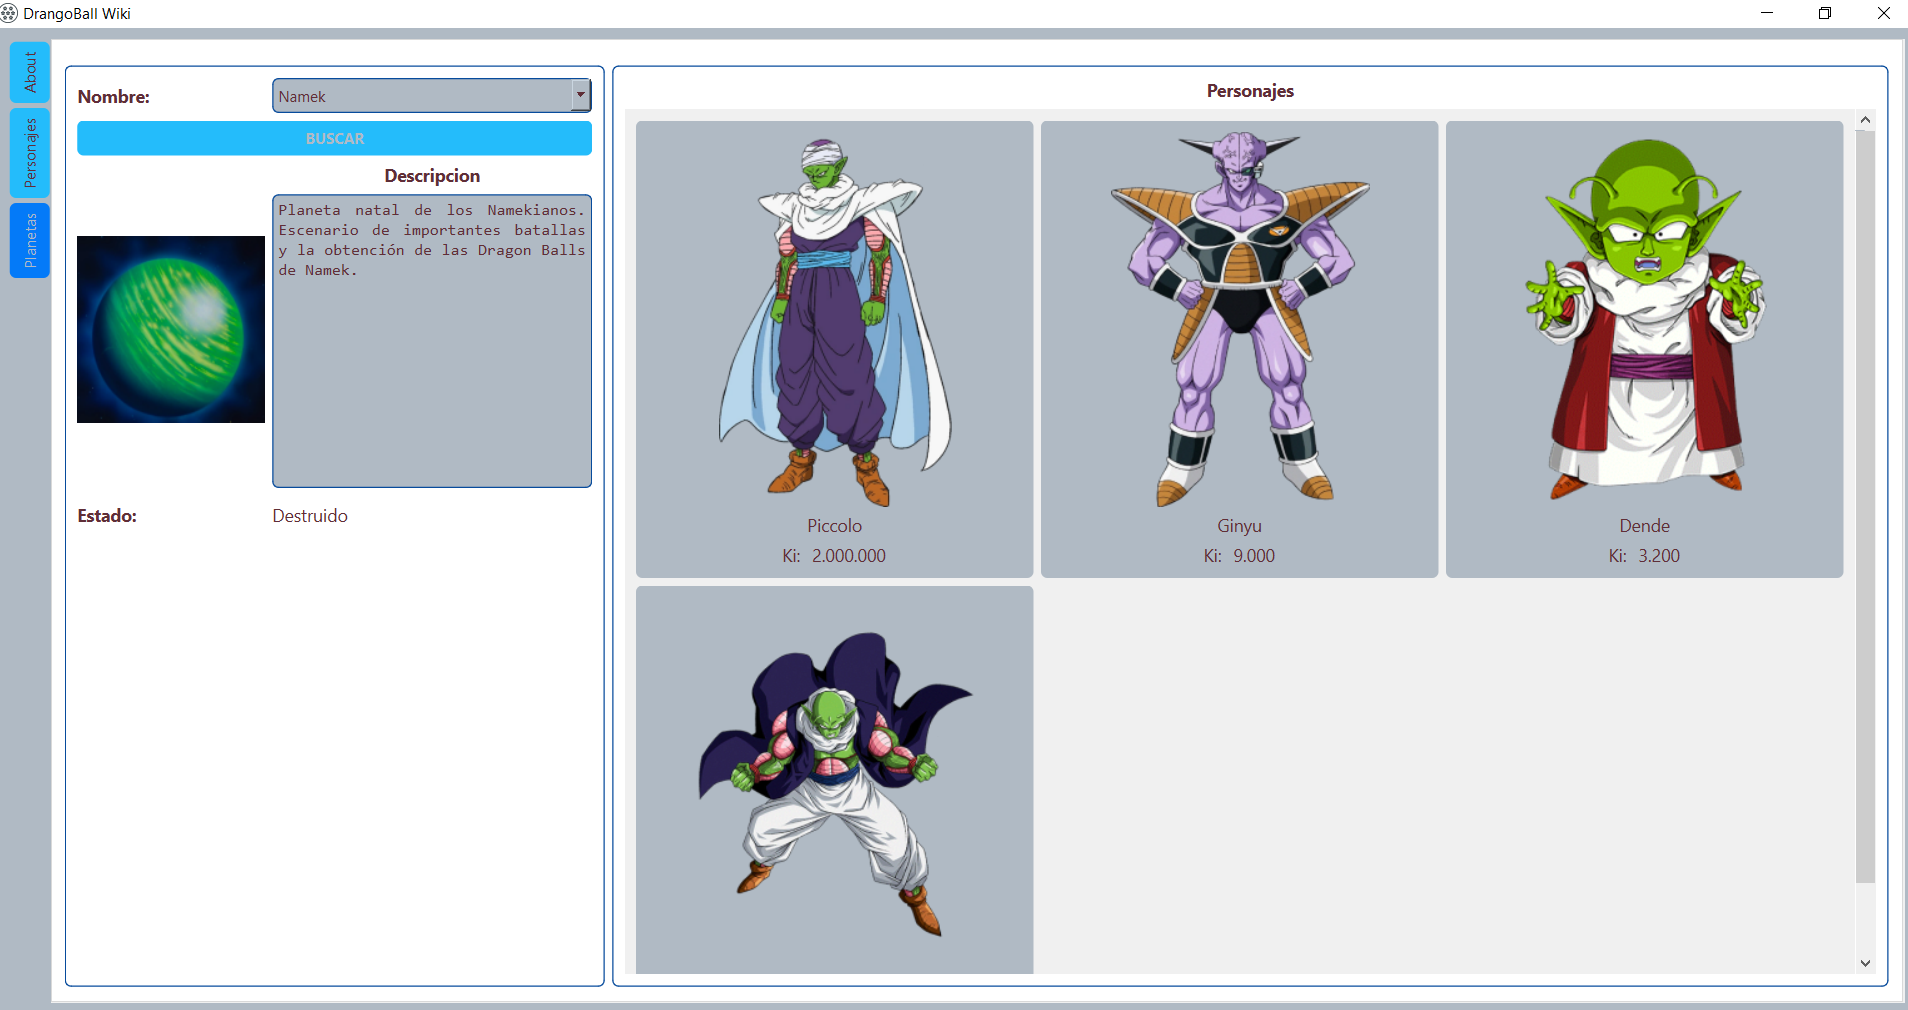 DrangoBall Wiki
About
Personajes
Planetas
Nombre:
Namek
BUSCAR
Descripcion
Planeta natal de los Namekianos.
Escenario de importantes batallas
y la obtención de las Dragon Balls
de Namek.
Estado:
Destruido
Personajes
Piccolo
Ki: 2.000.000
Ginyu
Ki: 9.000
Dende
Ki: 3.200